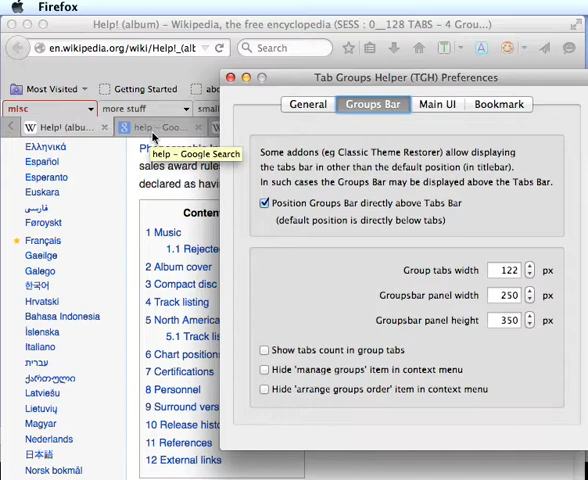 Firefox
Help! (album) – Wikipedia, the free encyclopedia (SESS : 0__128 TABS – 4 Grou...
en.wikipedia.org/wiki/Help!_(alb
Search
Most Visited
Getting Started
misc
more stuff
small
Help! (albu...
help – Goo...
help – Google Search
Tab Groups Helper (TGH) Preferences
General
Groups Bar
Main UI
Bookmark
Some addons (eg Classic Theme Restorer) allow displaying
the tabs bar in other than the default position (in titlebar).
In such cases the Groups Bar may be displayed above the Tabs Bar.
Position Groups Bar directly above Tabs Bar
(default position is directly below tabs)
Group tabs width 122 px
Groupsbar panel width 250 px
Groupsbar panel height 350 px
Show tabs count in group tabs
Hide 'manage groups' item in context menu
Hide 'arrange groups order' item in context menu
Ελληνικά
Español
Esperanto
Euskara
فارسی
Føroyskt
Français
Gaeilge
Galego
한국어
Hrvatski
Bahasa Indonesia
Íslenska
Italiano
עברית
ქართული
Latviešu
Lietuvių
Magyar
Nederlands
日本語
Norsk bokmål
sales award rules
declared as havi
Conten
1 Music
1.1 Rejecte
2 Album cover
3 Compact disc
4 Track listing
5 North America
5.1 Track li
6 Chart positions
7 Certifications
8 Personnel
9 Surround vers
10 Release histo
11 References
12 External links